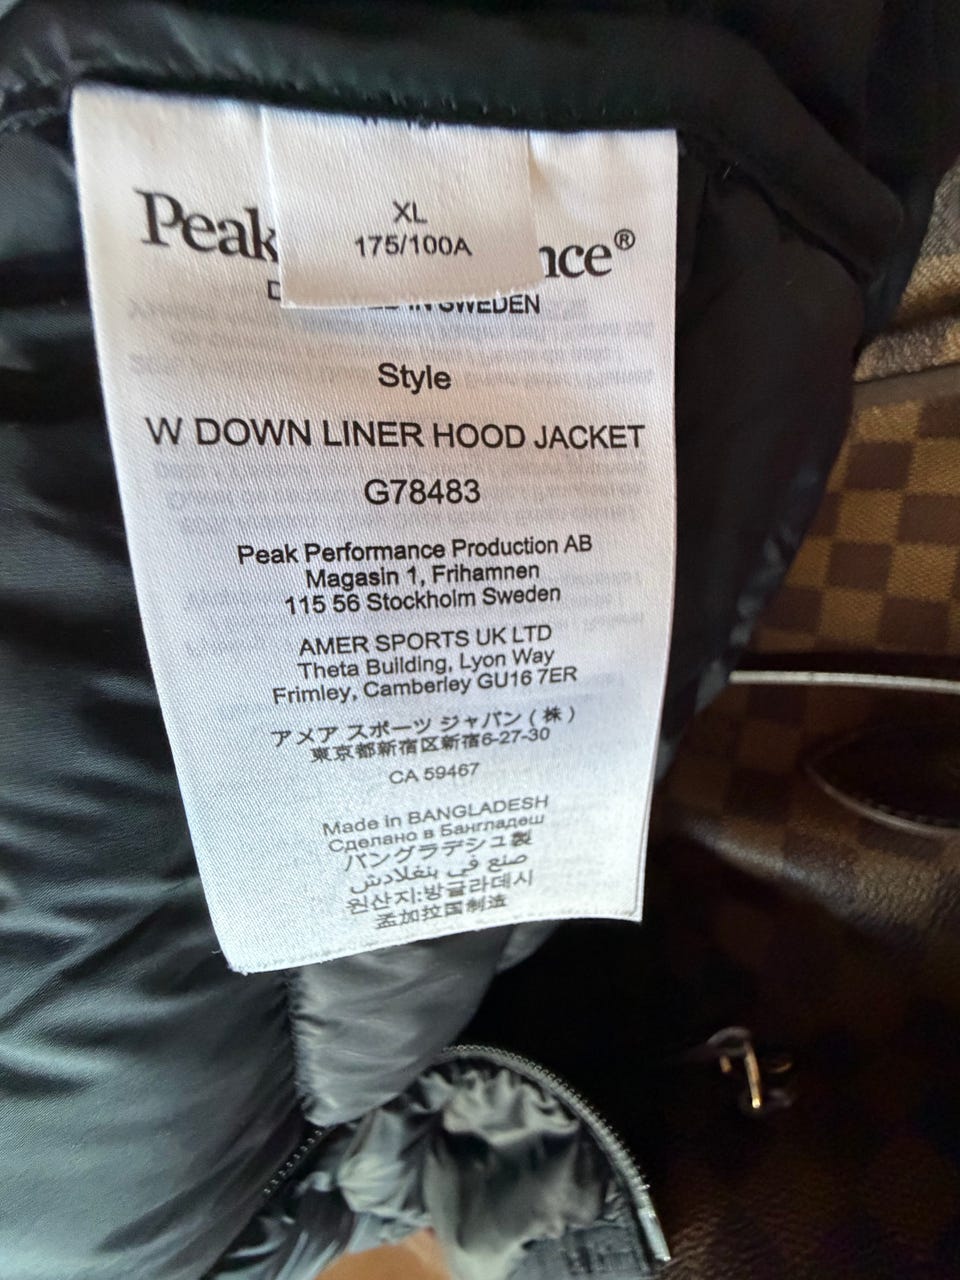 XL
175/100A
Peak nce®
IN SWEDEN
Style
W DOWN LINER HOOD JACKET
G78483
Peak Performance Production AB
Magasin 1, Frihamnen
115 56 Stockholm Sweden
AMER SPORTS UK LTD
Theta Building, Lyon Way
Frimley, Camberley GU16 7ER
アメア スポーツ ジャパン ( 株 )
東京都新宿区新宿6-27-30
CA 59467
Made in BANGLADESH
Сделано в Бангладеш
バングラデシュ製
صنع في بنغلادش
원산지:방글라데시
孟加拉国制造